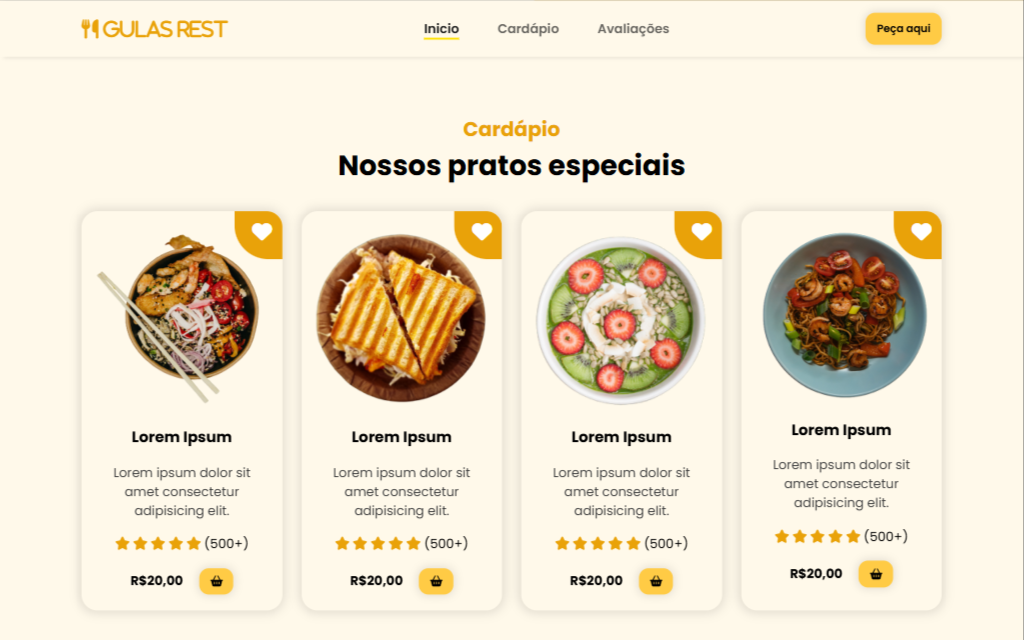 GULAS REST
Inicio
Cardápio
Avaliações
Peça aqui
Cardápio
Nossos pratos especiais
Lorem Ipsum
Lorem ipsum dolor sit
amet consectetur
adipisicing elit.
(500+)
R$20,00
Lorem Ipsum
Lorem ipsum dolor sit
amet consectetur
adipisicing elit.
(500+)
R$20,00
Lorem Ipsum
Lorem ipsum dolor sit
amet consectetur
adipisicing elit.
(500+)
R$20,00
Lorem Ipsum
Lorem ipsum dolor sit
amet consectetur
adipisicing elit.
(500+)
R$20,00